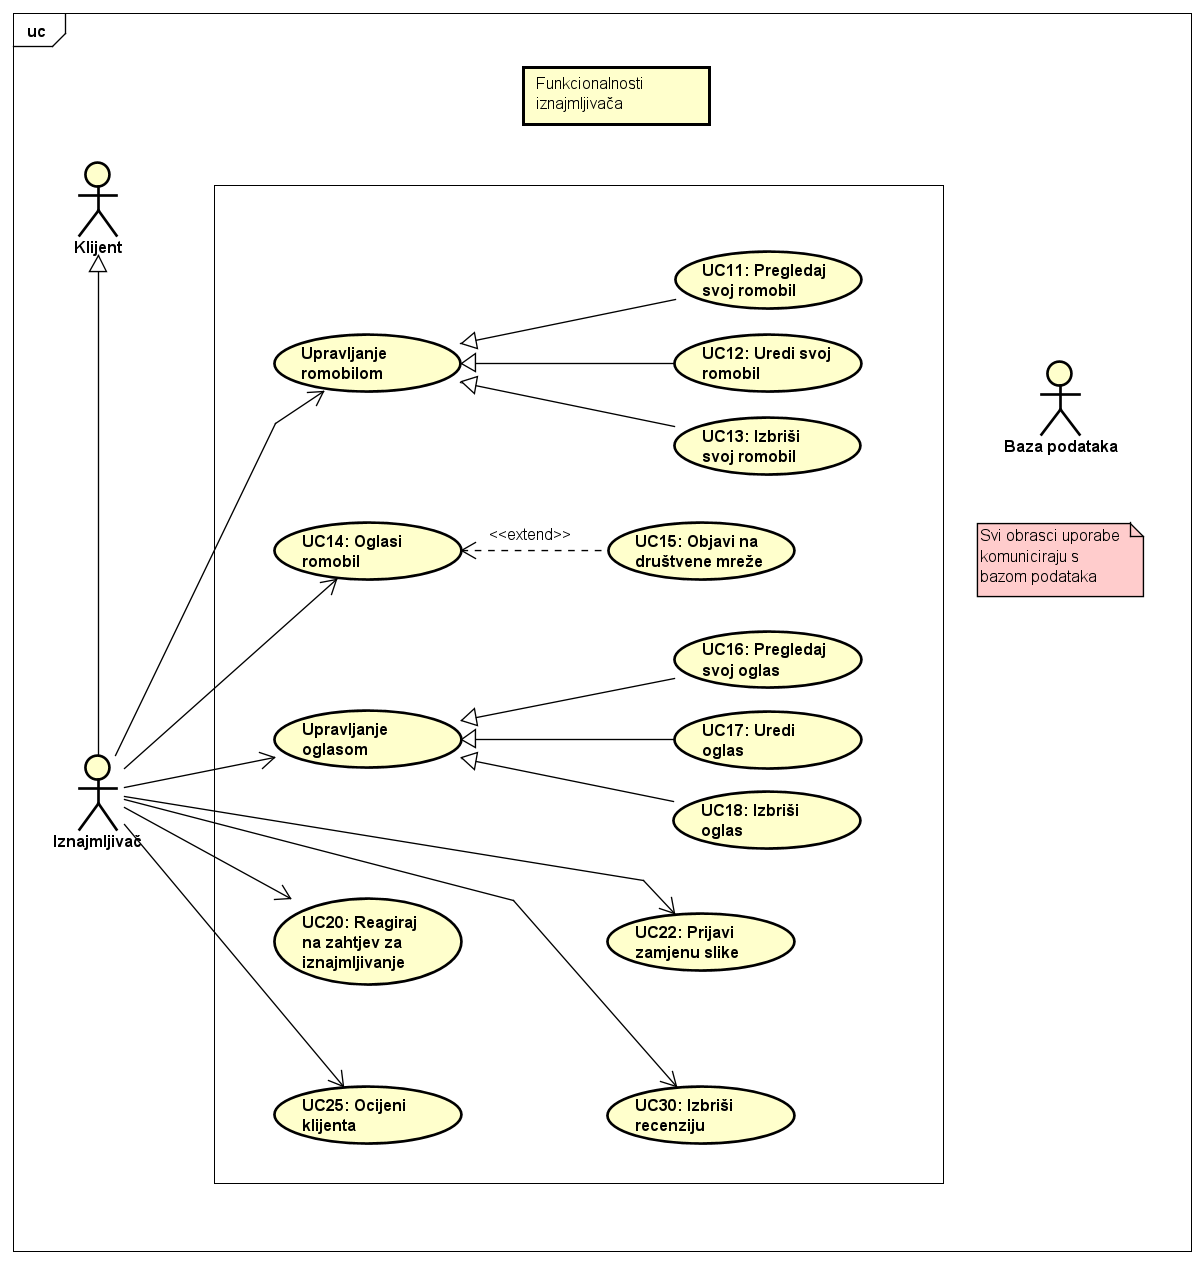 uc
Funkcionalnosti
iznajmljivača
Klijent
UC11: Pregledaj
svoj romobil
Upravljanje
romobilom
UC12: Uredi svoj
romobil
UC13: Izbriši
svoj romobil
Baza podataka
UC14: Oglasi
romobil
<<extend>>
UC15: Objavi na
društvene mreže
Svi obrasci uporabe
komuniciraju s
bazom podataka
UC16: Pregledaj
svoj oglas
Upravljanje
oglasom
UC17: Uredi
oglas
UC18: Izbriši
oglas
Iznajmljivač
UC20: Reagiraj
na zahtjev za
iznajmljivanje
UC22: Prijavi
zamjenu slike
UC25: Ocijeni
klijenta
UC30: Izbriši
recenziju